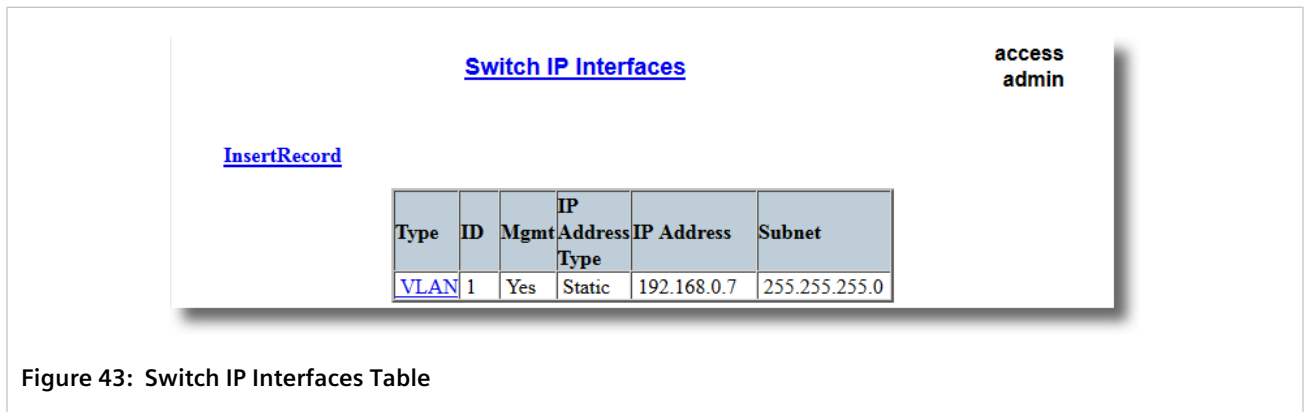 Switch IP Interfaces
access
admin
InsertRecord
Type ID Mgmt IP Address Type IP Address Subnet
VLAN 1 Yes Static 192.168.0.7 255.255.255.0
Figure 43: Switch IP Interfaces Table